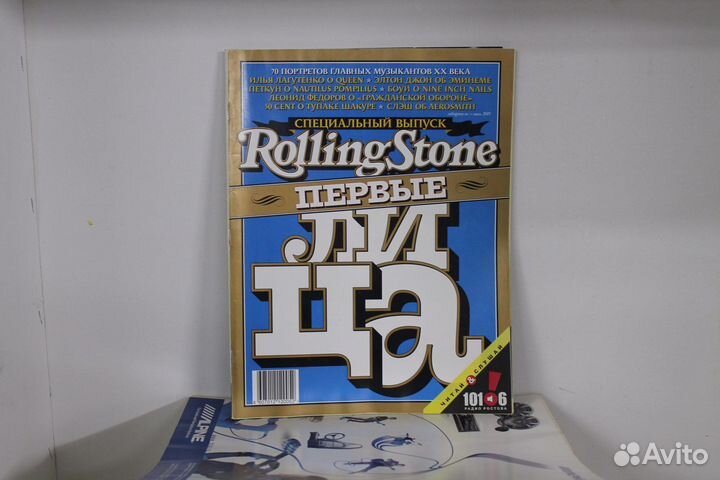 70 ПОРТРЕТОВ ГЛАВНЫХ МУЗЫКАНТОВ XX ВЕКА
ИЛЬЯ ЛАГУТЕНКО О QUEEN ★ ЭЛТОН ДЖОН ОБ ЭМИНЕМЕ
ПЕТКУН О NAUTILUS POMPILIUS ★ БОУИ О NINE INCH NAILS
ЛЕОНИД ФЕДОРОВ О «ГРАЖДАНСКОЙ ОБОРОНЕ»
50 CENT О ТУПАКЕ ШАКУРЕ ★ СЛЭШ ОБ AEROSMITH
СПЕЦИАЛЬНЫЙ ВЫПУСК
Rolling Stone
ПЕРВЫЕ
ЛИ
ЦА
ЧИТАЙ & СЛУШАЙ
101 6
РАДИО РОСТОВА
Avito